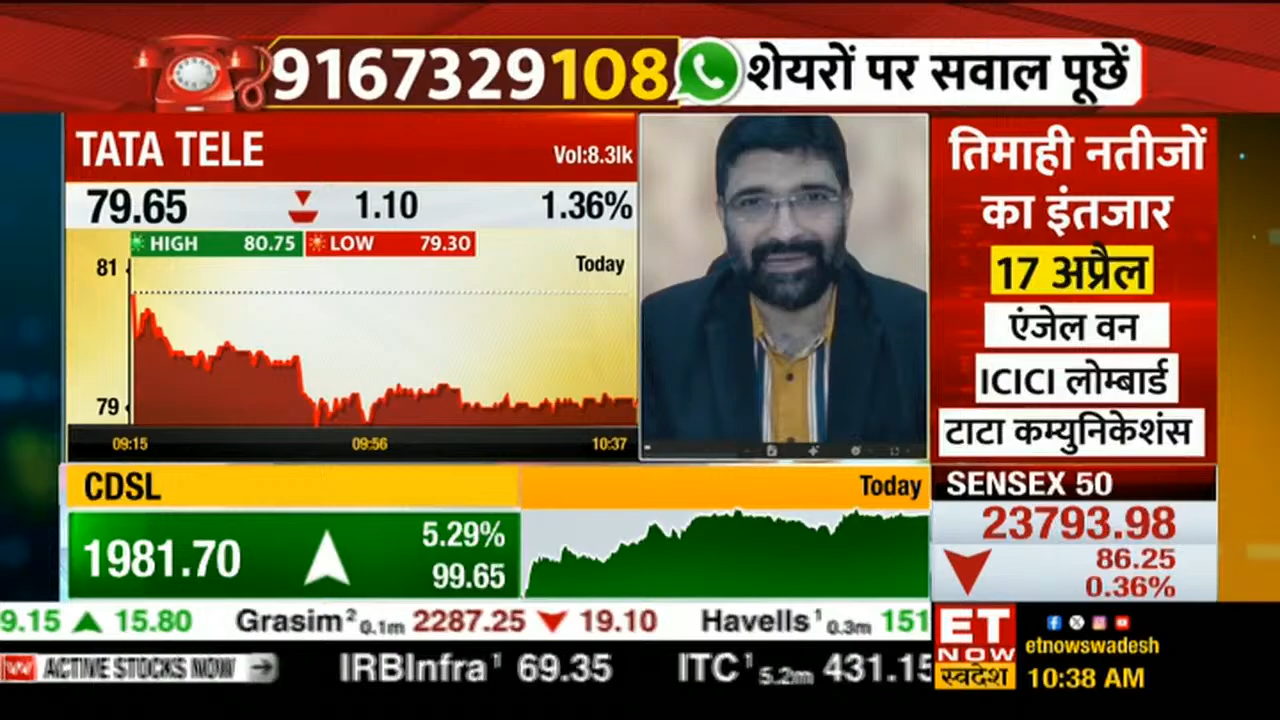 9167329108 शेयरों पर सवाल पूछें
TATA TELE Vol:8.3lk
79.65 1.10 1.36%
HIGH 80.75 LOW 79.30
Today
81
79
09:15 09:56 10:37
तिमाही नतीजों
का इंतजार
17 अप्रैल
एंजेल वन
ICICI लोम्बार्ड
टाटा कम्युनिकेशंस
CDSL Today
1981.70 5.29%
99.65
SENSEX 50
23793.98
86.25
0.36%
9.15 15.80 Grasim² 0.1m 2287.25 19.10 Havells¹ 0.3m 151
ACTIVE STOCKS NOW IRBInfra¹ 69.35 ITC¹ 5.2m 431.15
ET
NOW
स्वदेश
etnowswadesh
10:38 AM